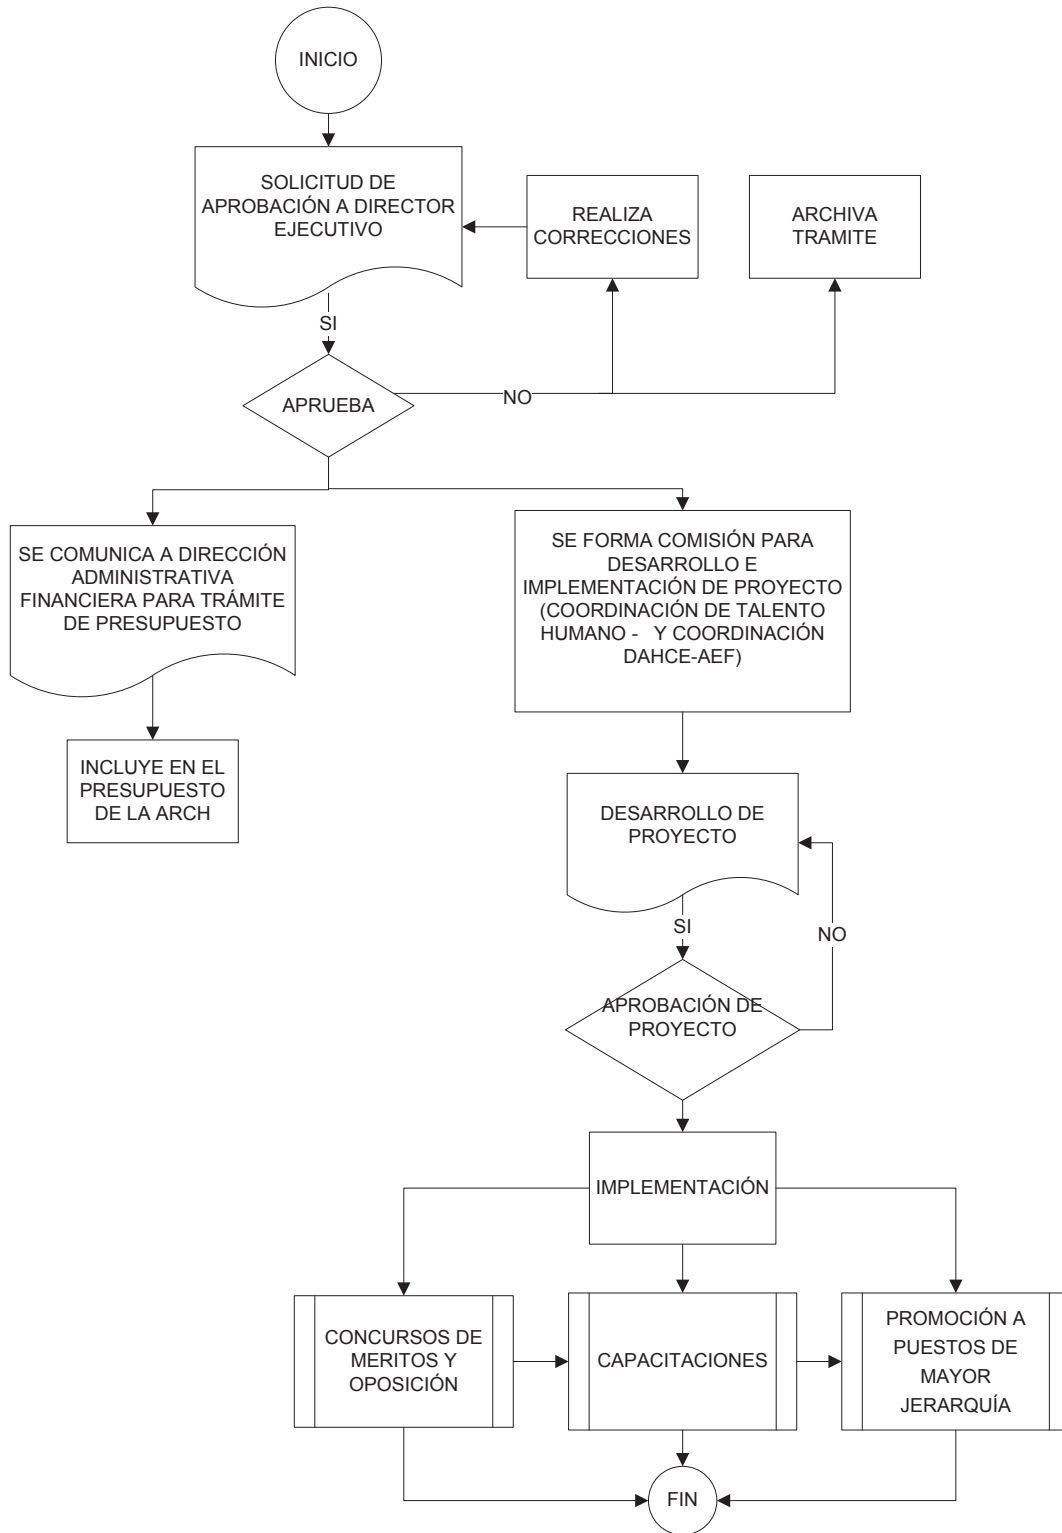 INICIO
SOLICITUD DE
APROBACIÓN A DIRECTOR
EJECUTIVO
REALIZA
CORRECCIONES
ARCHIVA
TRAMITE
SI
APRUEBA
NO
SE COMUNICA A DIRECCIÓN
ADMINISTRATIVA
FINANCIERA PARA TRÁMITE
DE PRESUPUESTO
SE FORMA COMISIÓN PARA
DESARROLLO E
IMPLEMENTACIÓN DE PROYECTO
(COORDINACIÓN DE TALENTO
HUMANO - Y COORDINACIÓN
DAHCE-AEF)
INCLUYE EN EL
PRESUPUESTO
DE LA ARCH
DESARROLLO DE
PROYECTO
SI
NO
APROBACIÓN DE
PROYECTO
IMPLEMENTACIÓN
CONCURSOS DE
MERITOS Y
OPOSICIÓN
CAPACITACIONES
PROMOCIÓN A
PUESTOS DE
MAYOR
JERARQUÍA
FIN